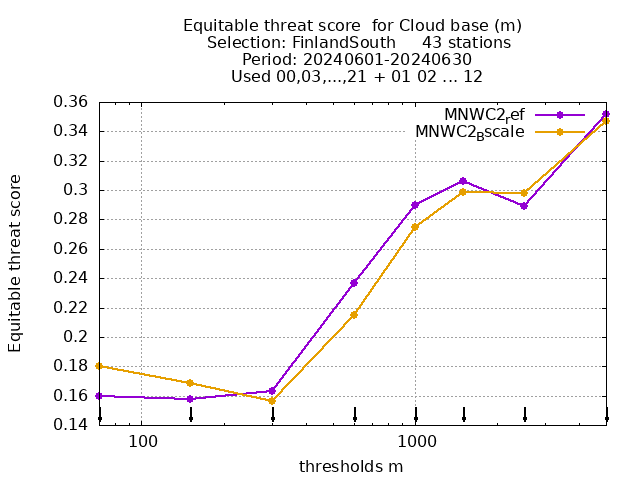 Equitable threat score  for Cloud base (m)
Selection: FinlandSouth     43 stations
Period: 20240601-20240630
Used 00,03,...,21 + 01 02 ... 12
MNWC2_ref
MNWC2_Bscale
0.36
0.34
0.32
0.3
0.28
0.26
0.24
0.22
0.2
0.18
0.16
0.14
Equitable threat score
100
1000
thresholds m